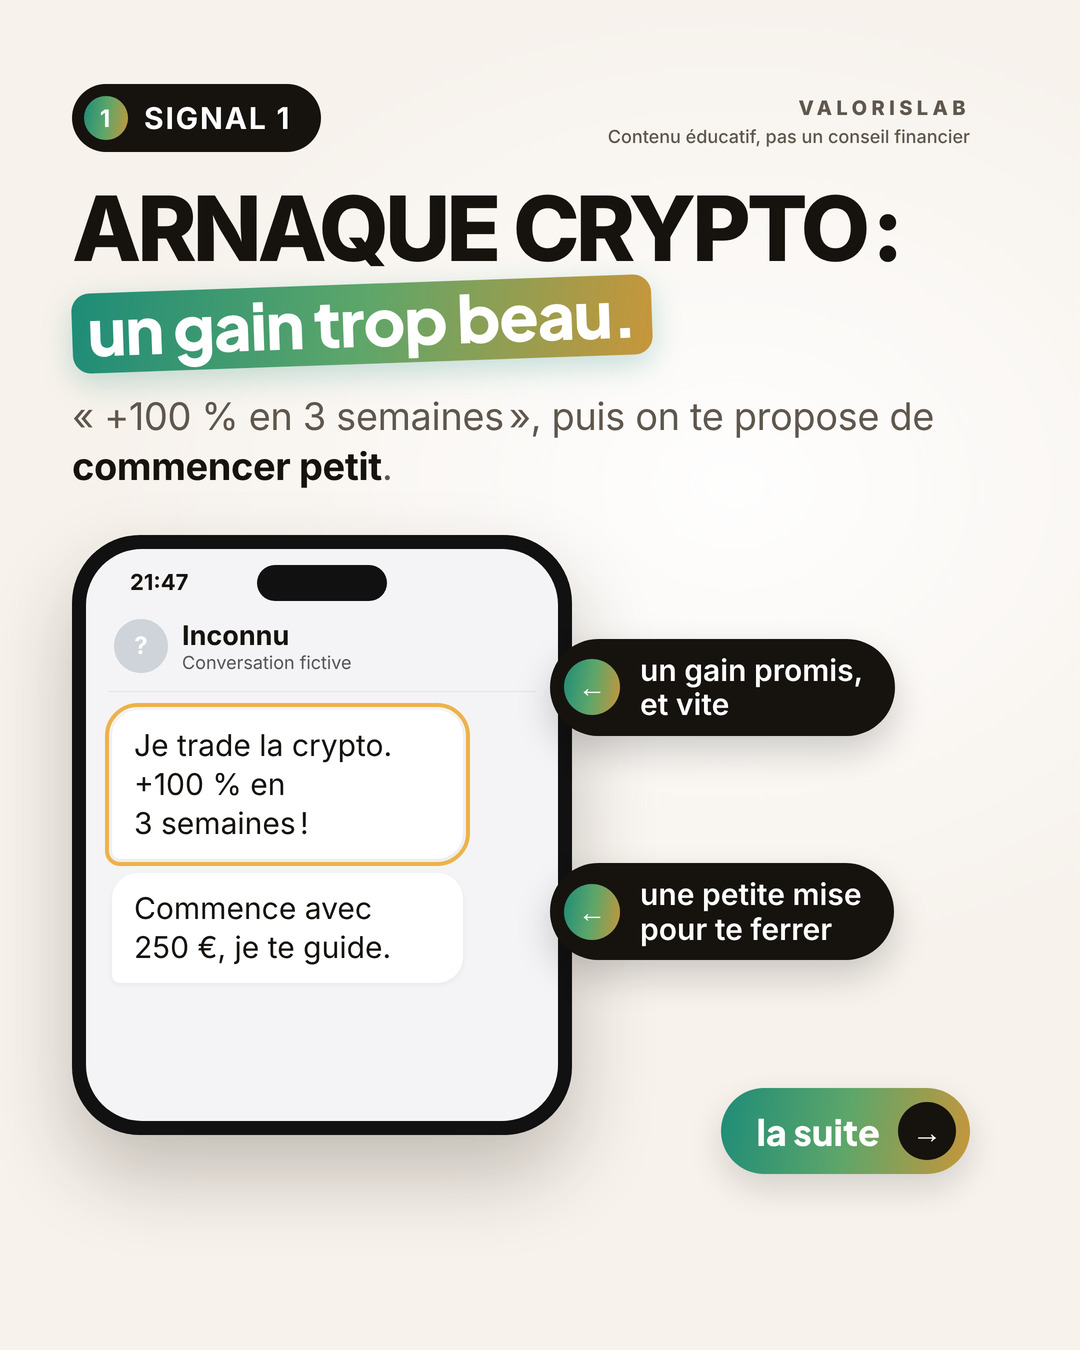 1 SIGNAL 1
VALORISLAB
Contenu éducatif, pas un conseil financier
ARNAQUE CRYPTO :
un gain trop beau.
« +100 % en 3 semaines », puis on te propose de
commencer petit.
21:47
?
Inconnu
Conversation fictive
Je trade la crypto.
+100 % en
3 semaines !
Commence avec
250 €, je te guide.
← un gain promis,
et vite
← une petite mise
pour te ferrer
la suite →